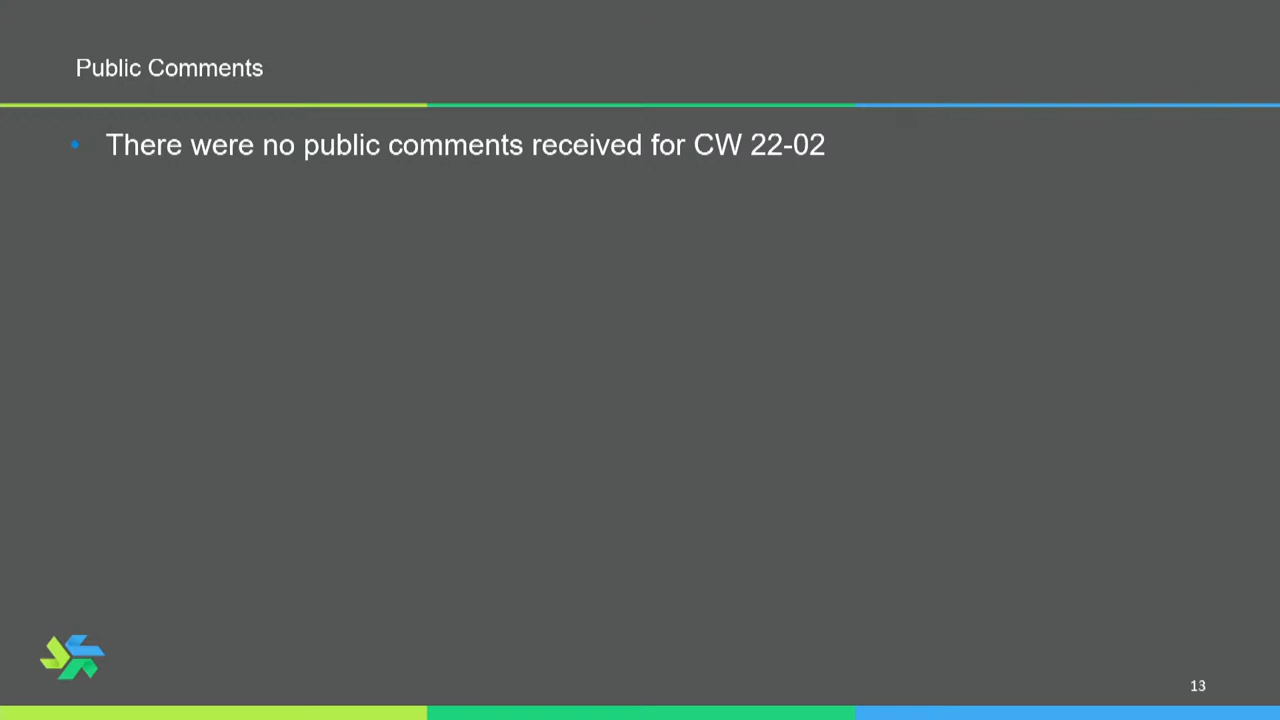 Public Comments
• There were no public comments received for CW 22-02
13